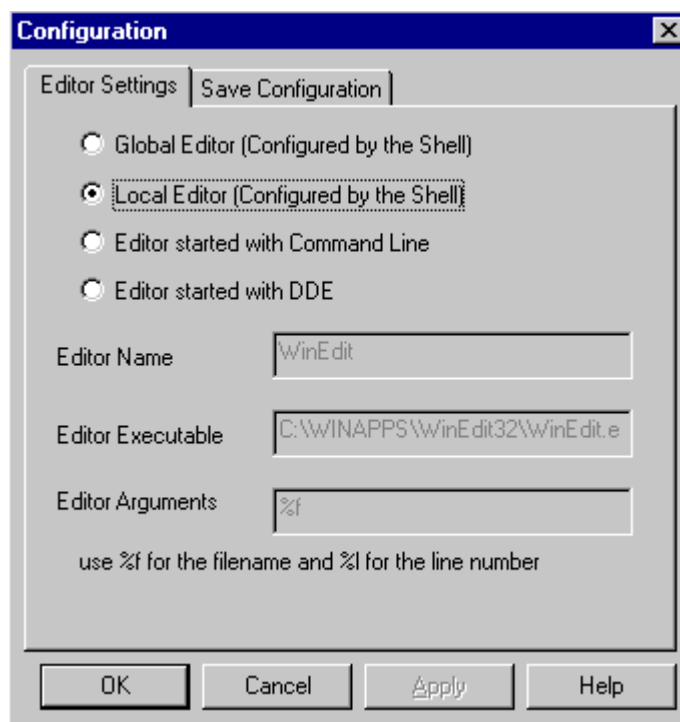 Configuration
Editor Settings
Save Configuration
Global Editor (Configured by the Shell)
Local Editor (Configured by the Shell)
Editor started with Command Line
Editor started with DDE
Editor Name
WinEdit
Editor Executable
C:\WINAPPS\WinEdit32\WinEdit.e
Editor Arguments
%f
use %f for the filename and %l for the line number
OK
Cancel
Apply
Help